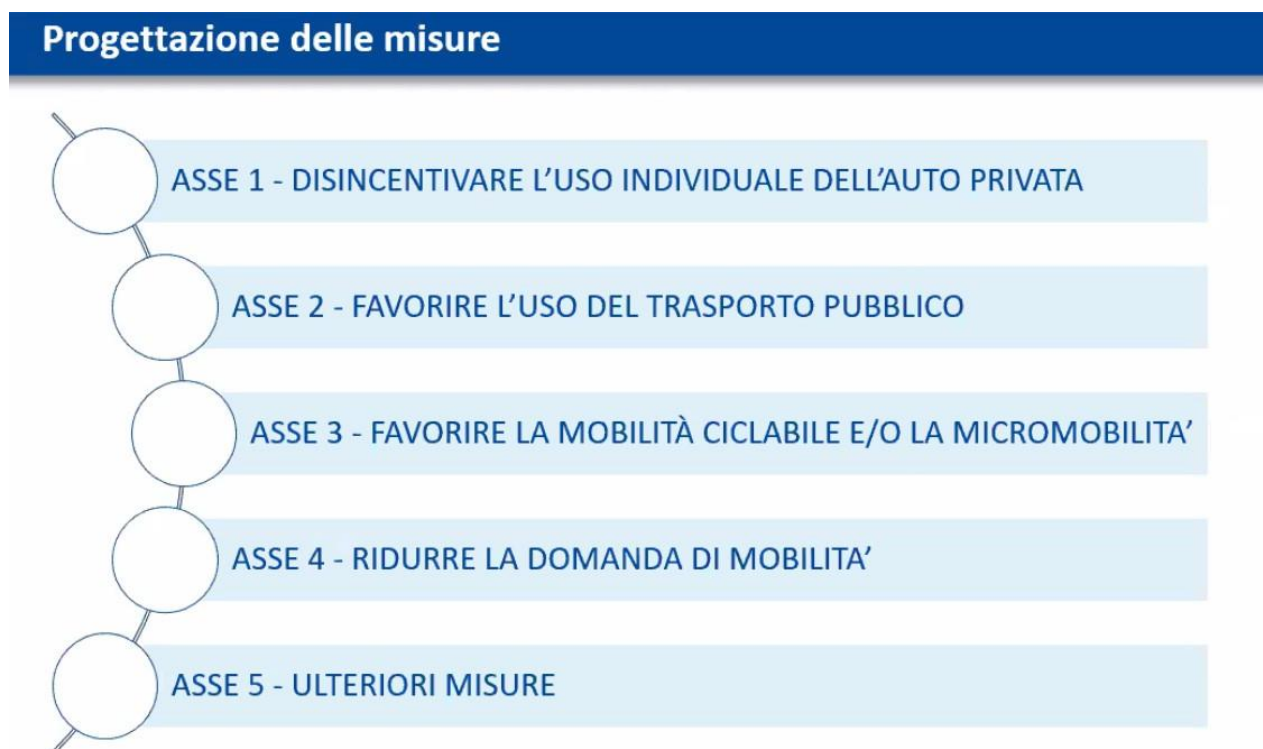 Progettazione delle misure
ASSE 1 - DISINCENTIVARE L’USO INDIVIDUALE DELL’AUTO PRIVATA
ASSE 2 - FAVORIRE L’USO DEL TRASPORTO PUBBLICO
ASSE 3 - FAVORIRE LA MOBILITÀ CICLABILE E/O LA MICROMOBILITA’
ASSE 4 - RIDURRE LA DOMANDA DI MOBILITA’
ASSE 5 - ULTERIORI MISURE